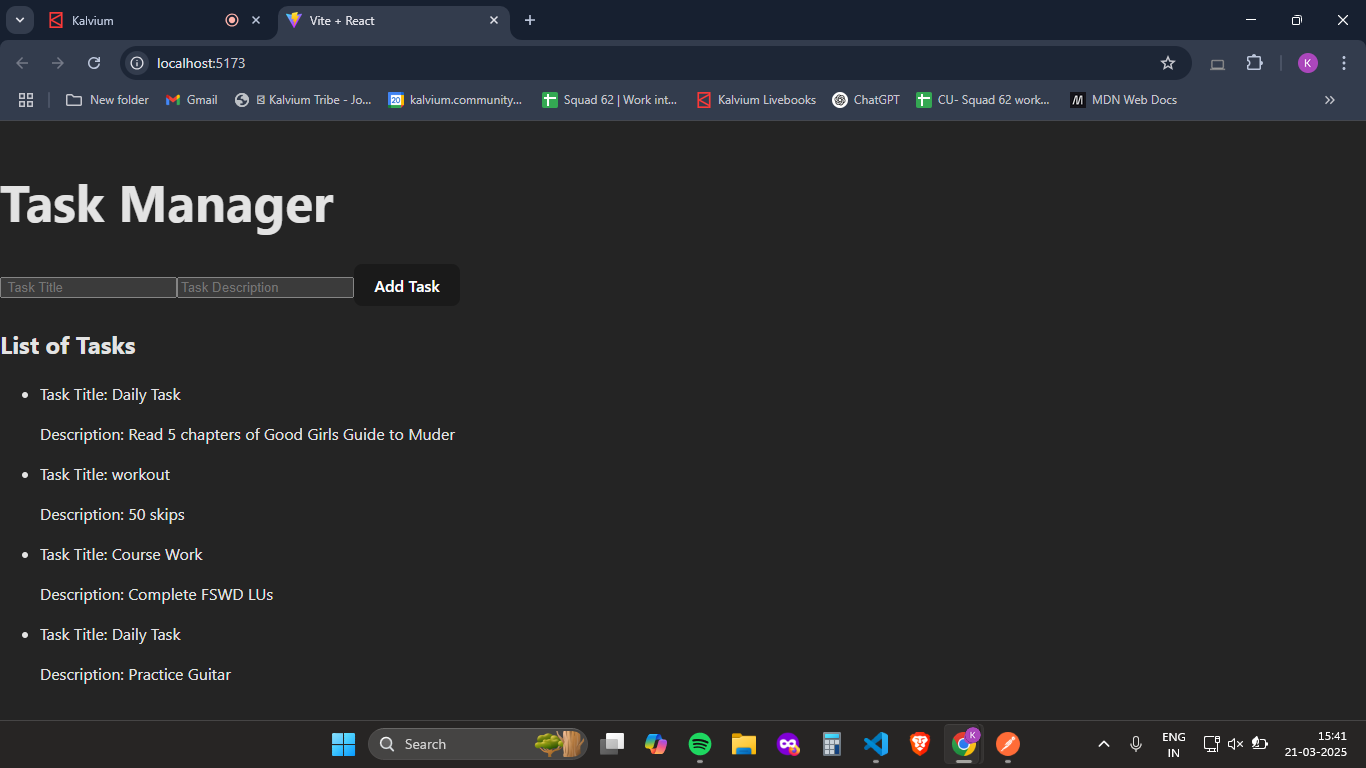 Kalvium
Vite + React
localhost:5173
K
New folder
Gmail
Kalvium Tribe - Jo...
20
kalvium.community...
Squad 62 | Work int...
Kalvium Livebooks
ChatGPT
CU- Squad 62 work...
M
MDN Web Docs
Task Manager
Task Title
Task Description
Add Task
List of Tasks
Task Title: Daily Task
Description: Read 5 chapters of Good Girls Guide to Muder
Task Title: workout
Description: 50 skips
Task Title: Course Work
Description: Complete FSWD LUs
Task Title: Daily Task
Description: Practice Guitar
Search
K
ENG
IN
15:41
21-03-2025